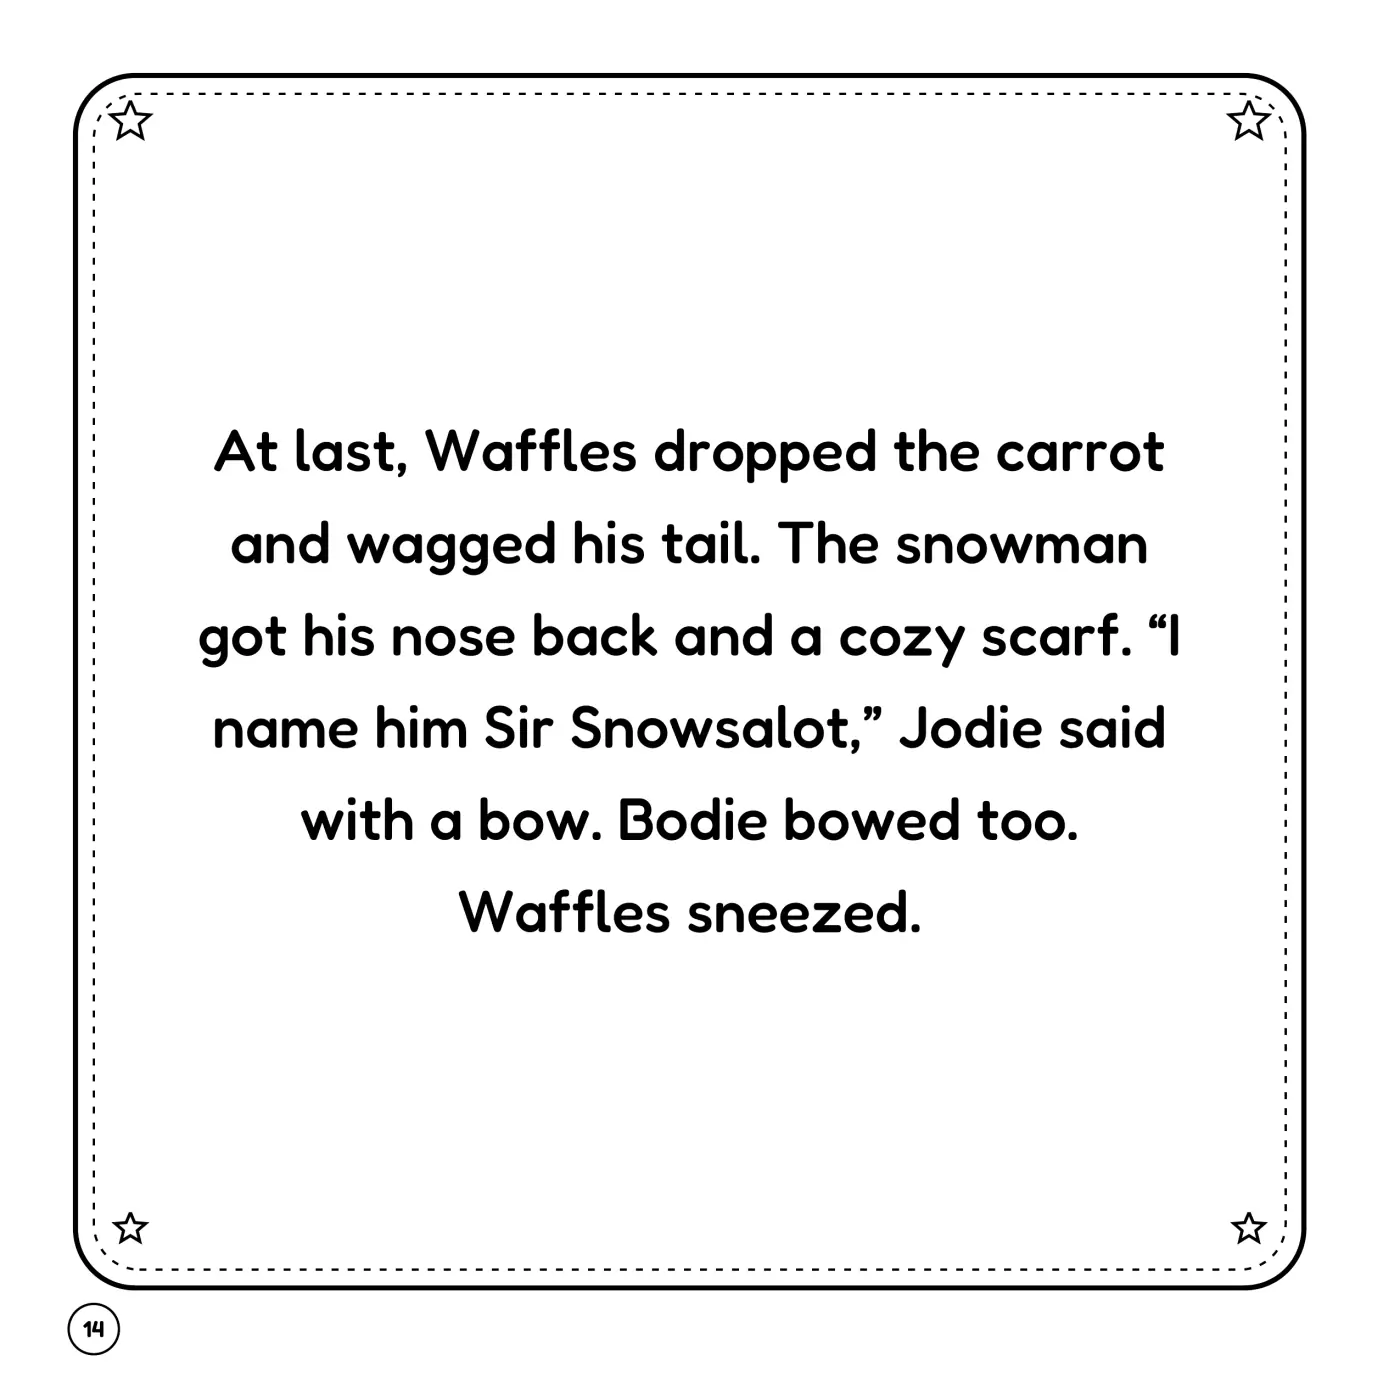 At last, Waffles dropped the carrot
and wagged his tail. The snowman
got his nose back and a cozy scarf. “I
name him Sir Snowsalot,” Jodie said
with a bow. Bodie bowed too.
Waffles sneezed.
14